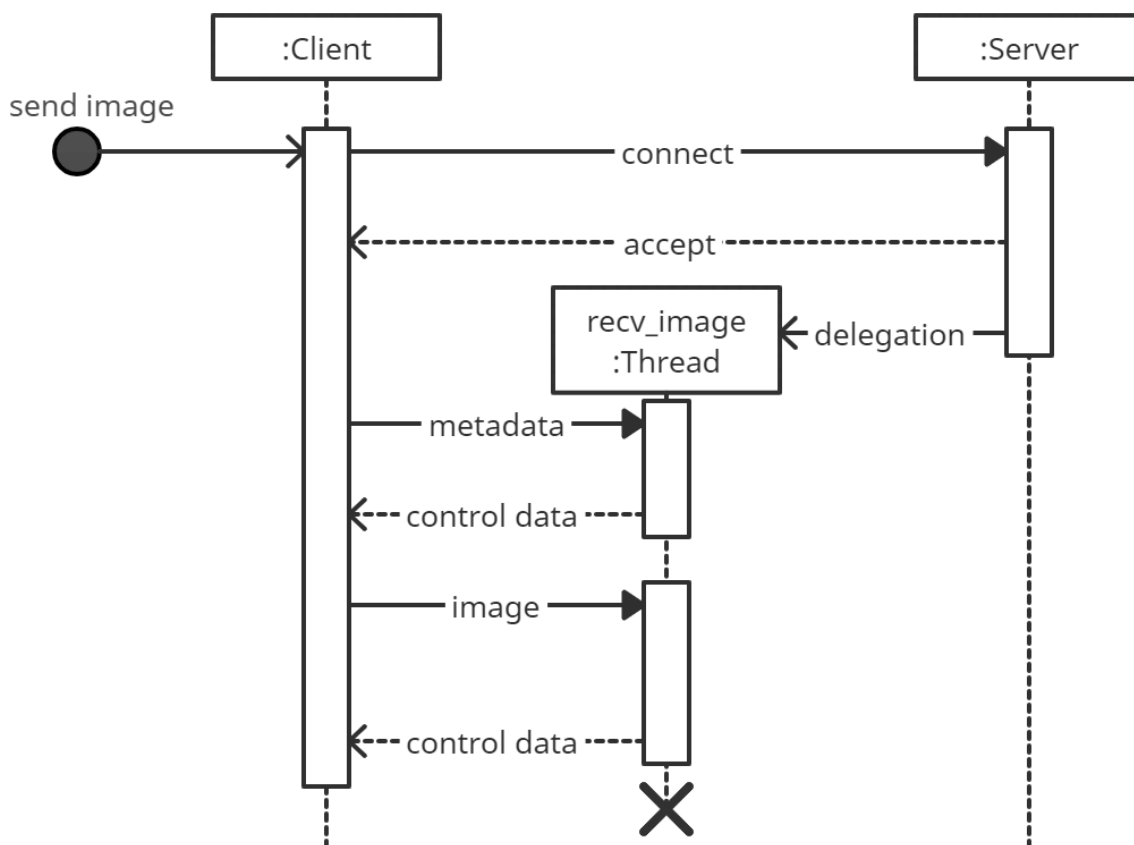 :Client
:Server
send image
connect
accept
recv_image
:Thread
delegation
metadata
control data
image
control data